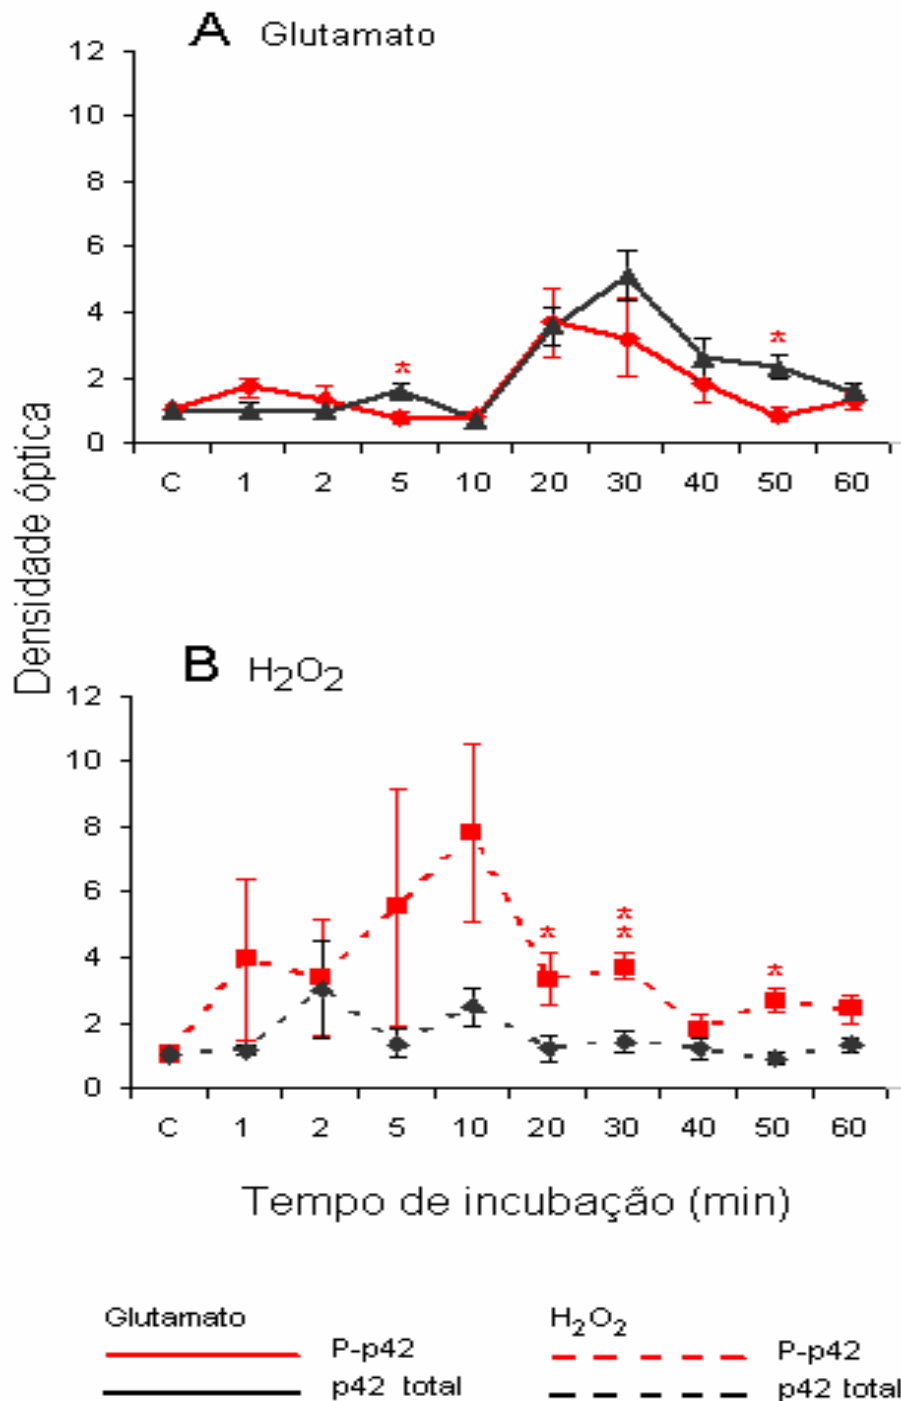 A Glutamato
12
10
8
6
4
2
0
C 1 2 5 10 20 30 40 50 60
* *
Densidade óptica
B H₂O₂
12
10
8
6
4
2
0
* * * *
C 1 2 5 10 20 30 40 50 60
Tempo de incubação (min)
Glutamato
P-p42
p42 total
H₂O₂
P-p42
p42 total